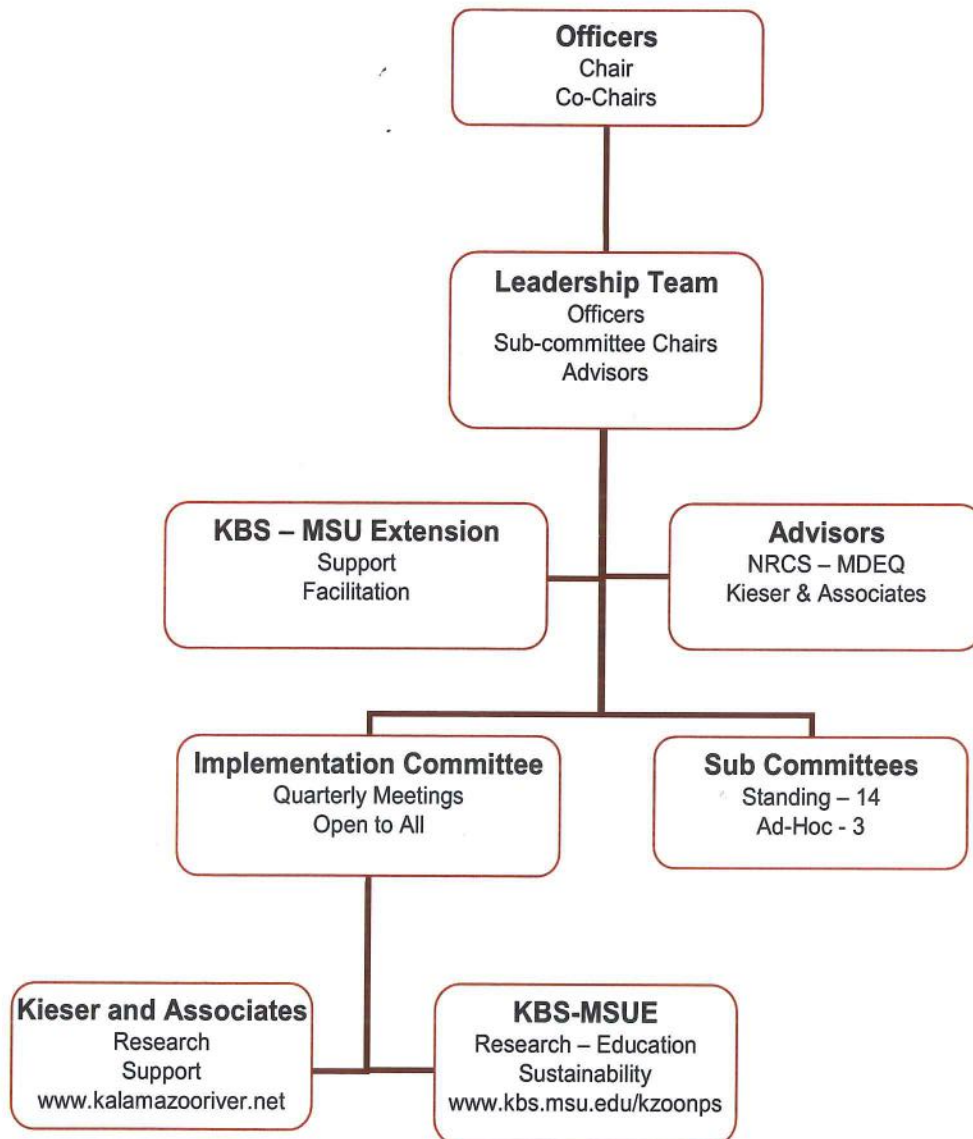 Officers
Chair
Co-Chairs
Leadership Team
Officers
Sub-committee Chairs
Advisors
KBS – MSU Extension
Support
Facilitation
Advisors
NRCS – MDEQ
Kieser & Associates
Implementation Committee
Quarterly Meetings
Open to All
Sub Committees
Standing – 14
Ad-Hoc - 3
Kieser and Associates
Research
Support
www.kalamazooriver.net
KBS-MSUE
Research – Education
Sustainability
www.kbs.msu.edu/kzoonps